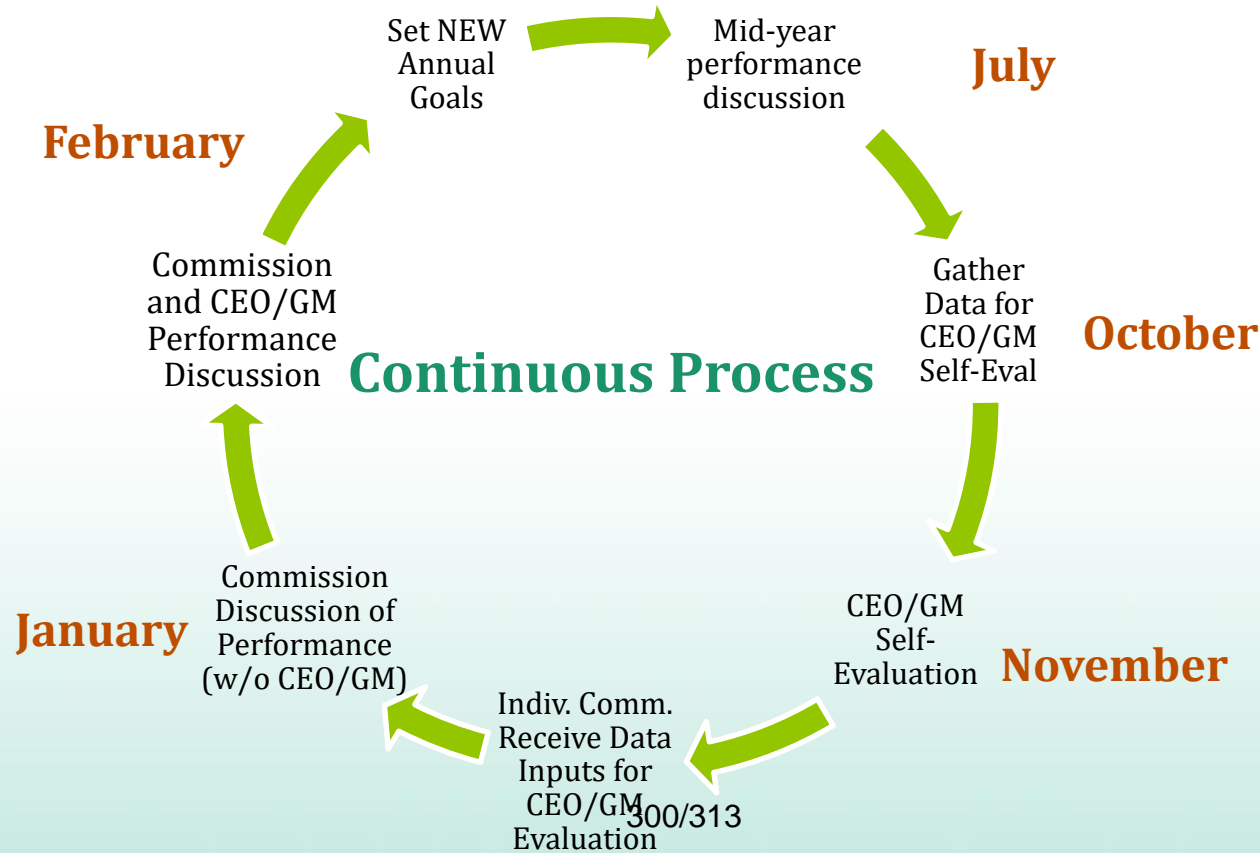 Set NEW
Annual
Goals
Mid-year
performance
discussion
July
February
Commission
and CEO/GM
Performance
Discussion
Continuous Process
Gather
Data for
CEO/GM
Self-Eval
October
January
Commission
Discussion of
Performance
(w/o CEO/GM)
CEO/GM
Self-
Evaluation
November
Indiv. Comm.
Receive Data
Inputs for
CEO/GM
Evaluation
300/313